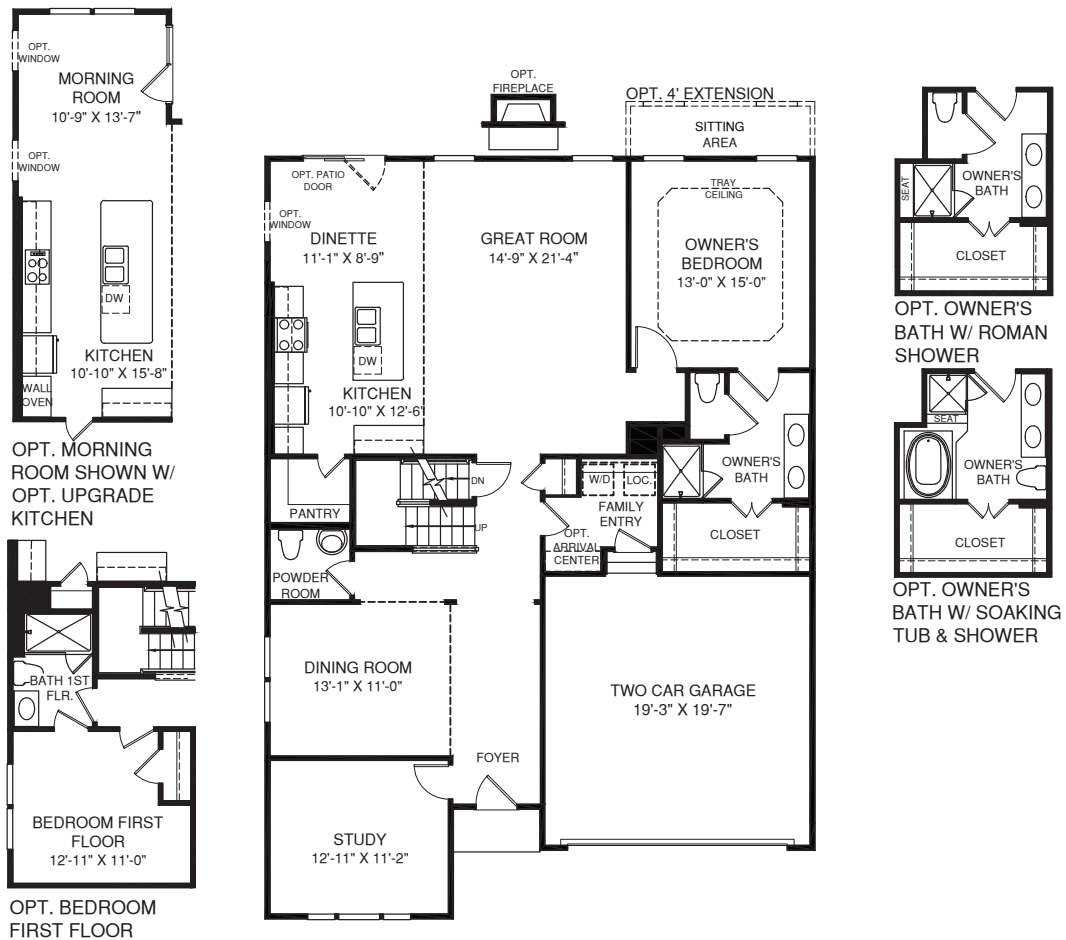 OPT.
WINDOW
MORNING
ROOM
10'-9" X 13'-7"
OPT.
WINDOW
DW
KITCHEN
10'-10" X 15'-8"
WALL
OVEN
OPT. MORNING
ROOM SHOWN W/
OPT. UPGRADE
KITCHEN
BATH 1ST
FLR.
BEDROOM FIRST
FLOOR
12'-11" X 11'-0"
OPT. BEDROOM
FIRST FLOOR
OPT.
FIREPLACE
OPT. 4' EXTENSION
SITTING
AREA
OPT. PATIO
DOOR
OPT.
WINDOW
DINETTE
11'-1" X 8'-9"
GREAT ROOM
14'-9" X 21'-4"
TRAY
CEILING
OWNER'S
BEDROOM
13'-0" X 15'-0"
DW
KITCHEN
10'-10" X 12'-6"
PANTRY
DN
UP
W/D
LOC.
FAMILY
ENTRY
OPT.
ARRIVAL
CENTER
OWNER'S
BATH
CLOSET
POWDER
ROOM
DINING ROOM
13'-1" X 11'-0"
TWO CAR GARAGE
19'-3" X 19'-7"
FOYER
STUDY
12'-11" X 11'-2"
SEAT
OWNER'S
BATH
CLOSET
OPT. OWNER'S
BATH W/ ROMAN
SHOWER
SEAT
OWNER'S
BATH
CLOSET
OPT. OWNER'S
BATH W/ SOAKING
TUB & SHOWER